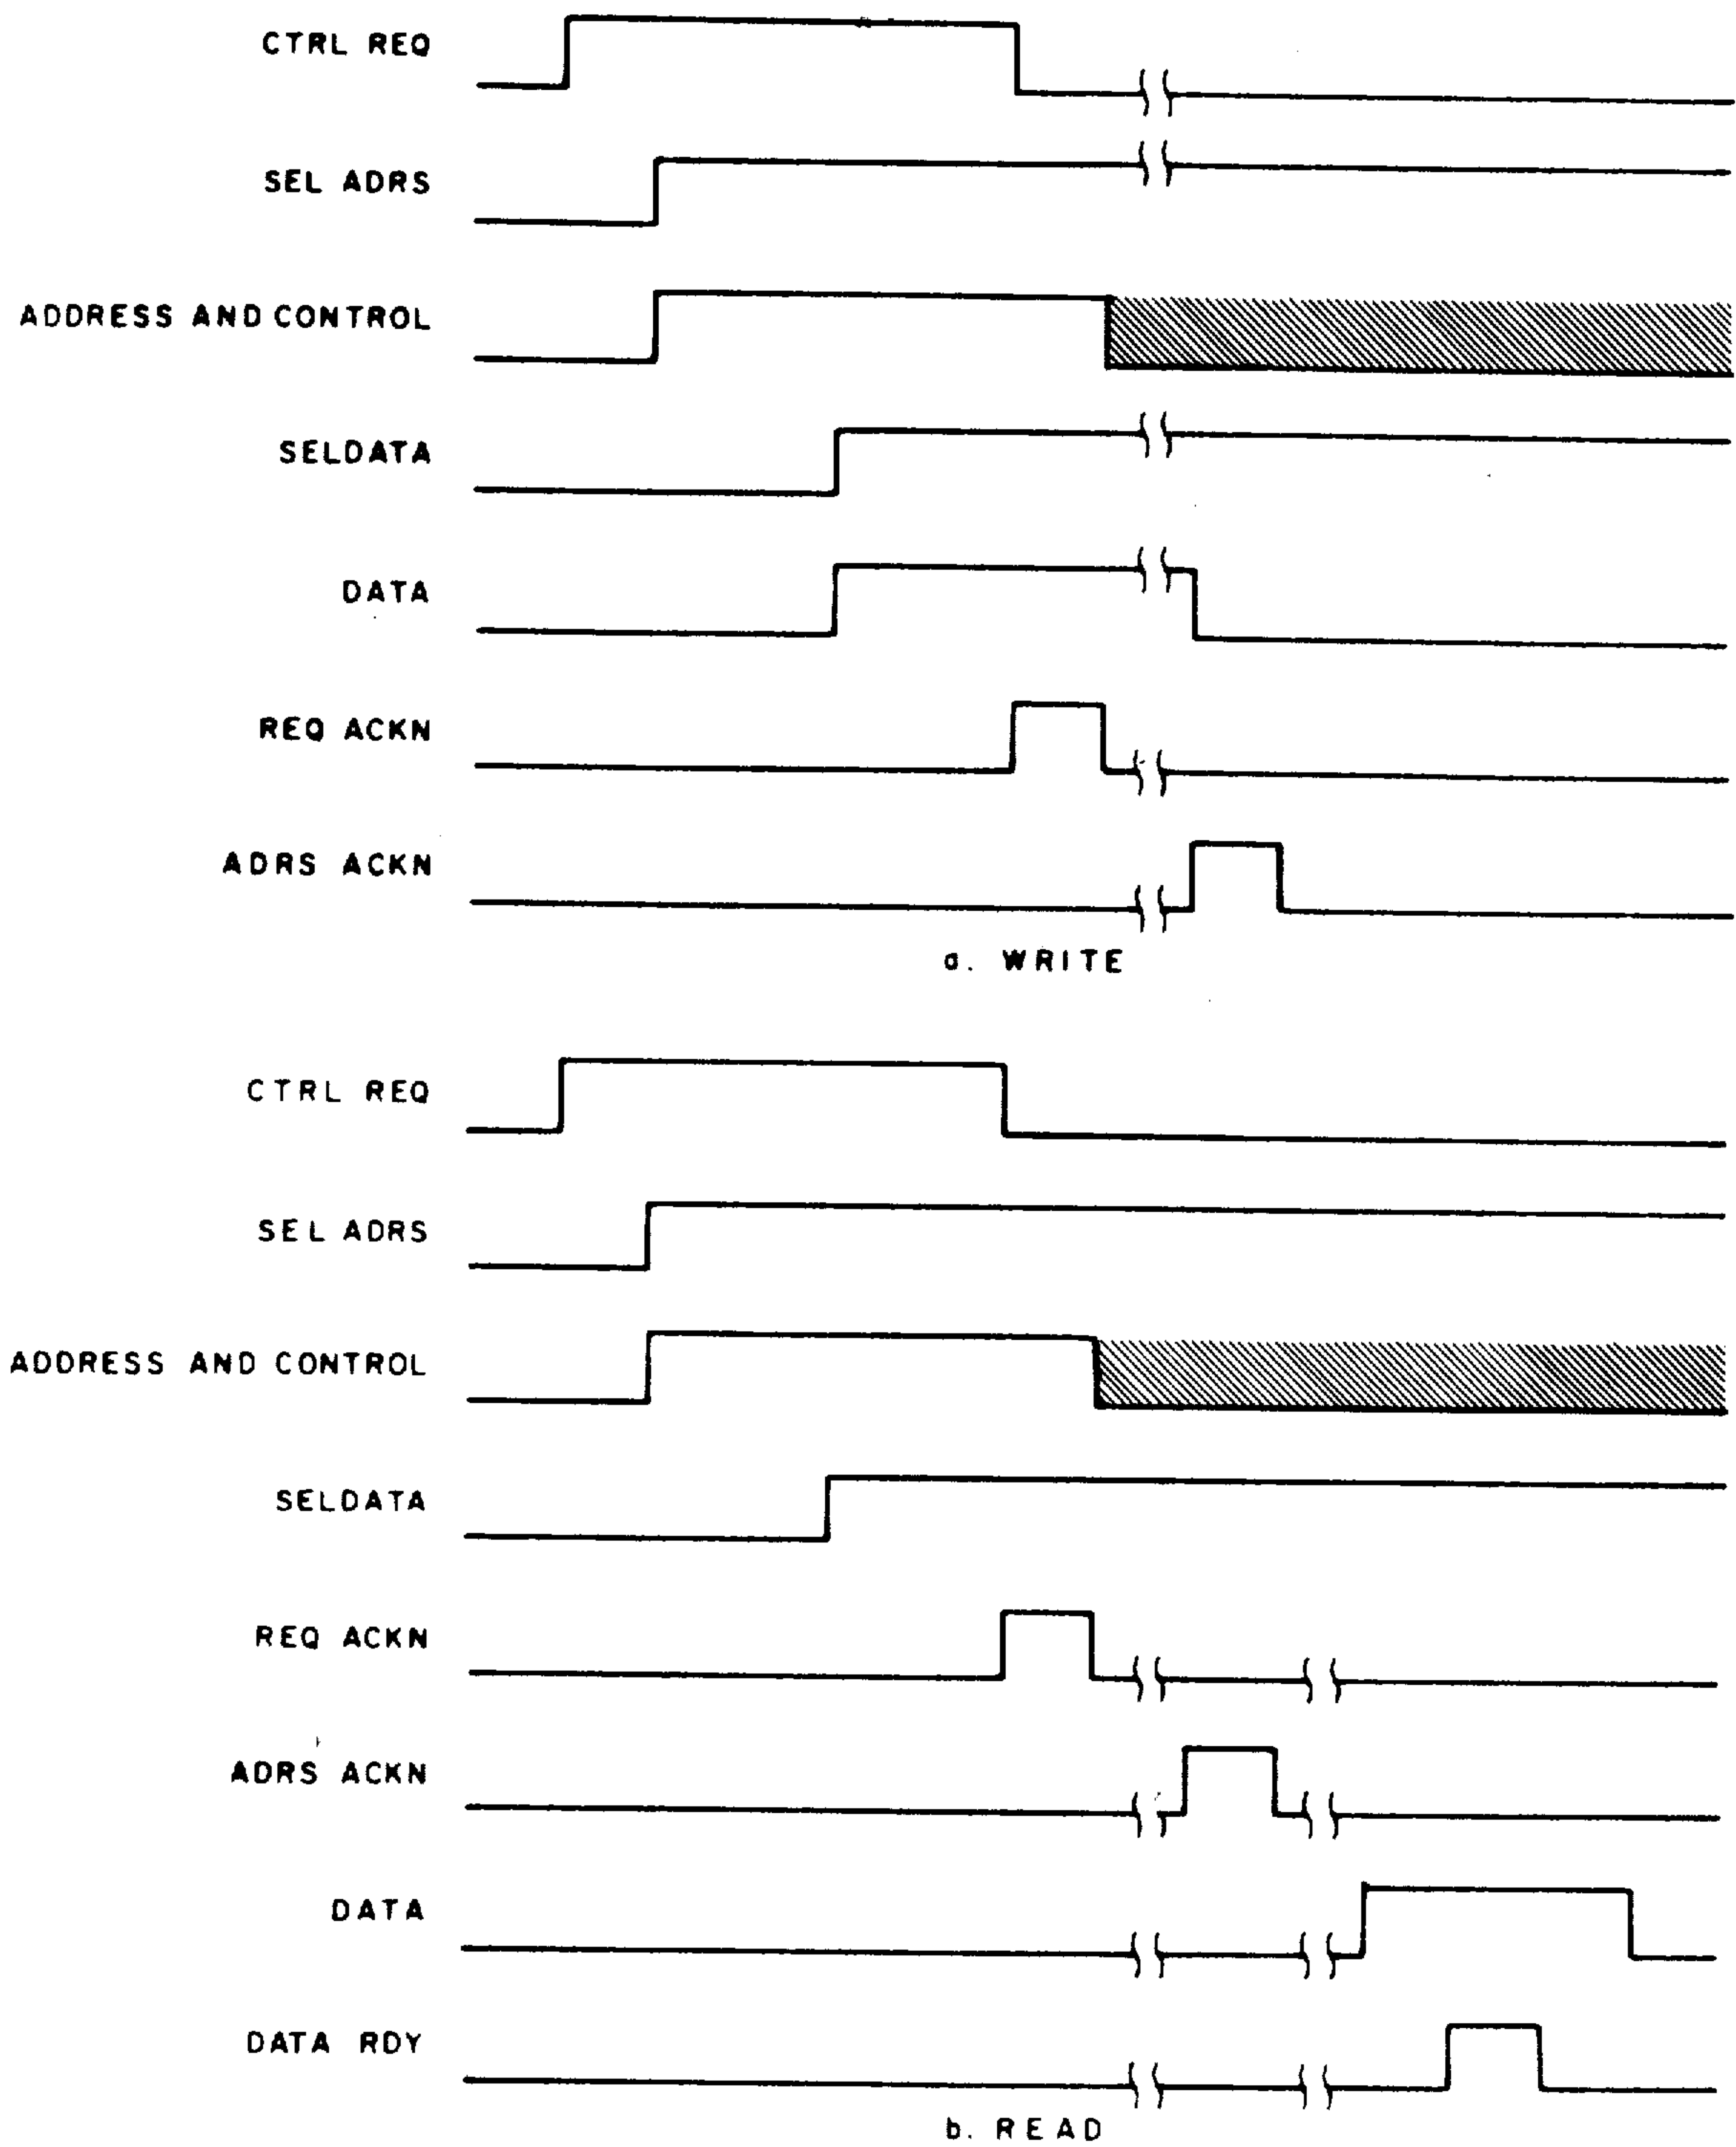 CTRL REQ
SEL ADRS
ADDRESS AND CONTROL
SELDATA
DATA
REQ ACKN
ADRS ACKN
a. WRITE
CTRL REQ
SEL ADRS
ADDRESS AND CONTROL
SELDATA
REQ ACKN
ADRS ACKN
DATA
DATA RDY
b. READ